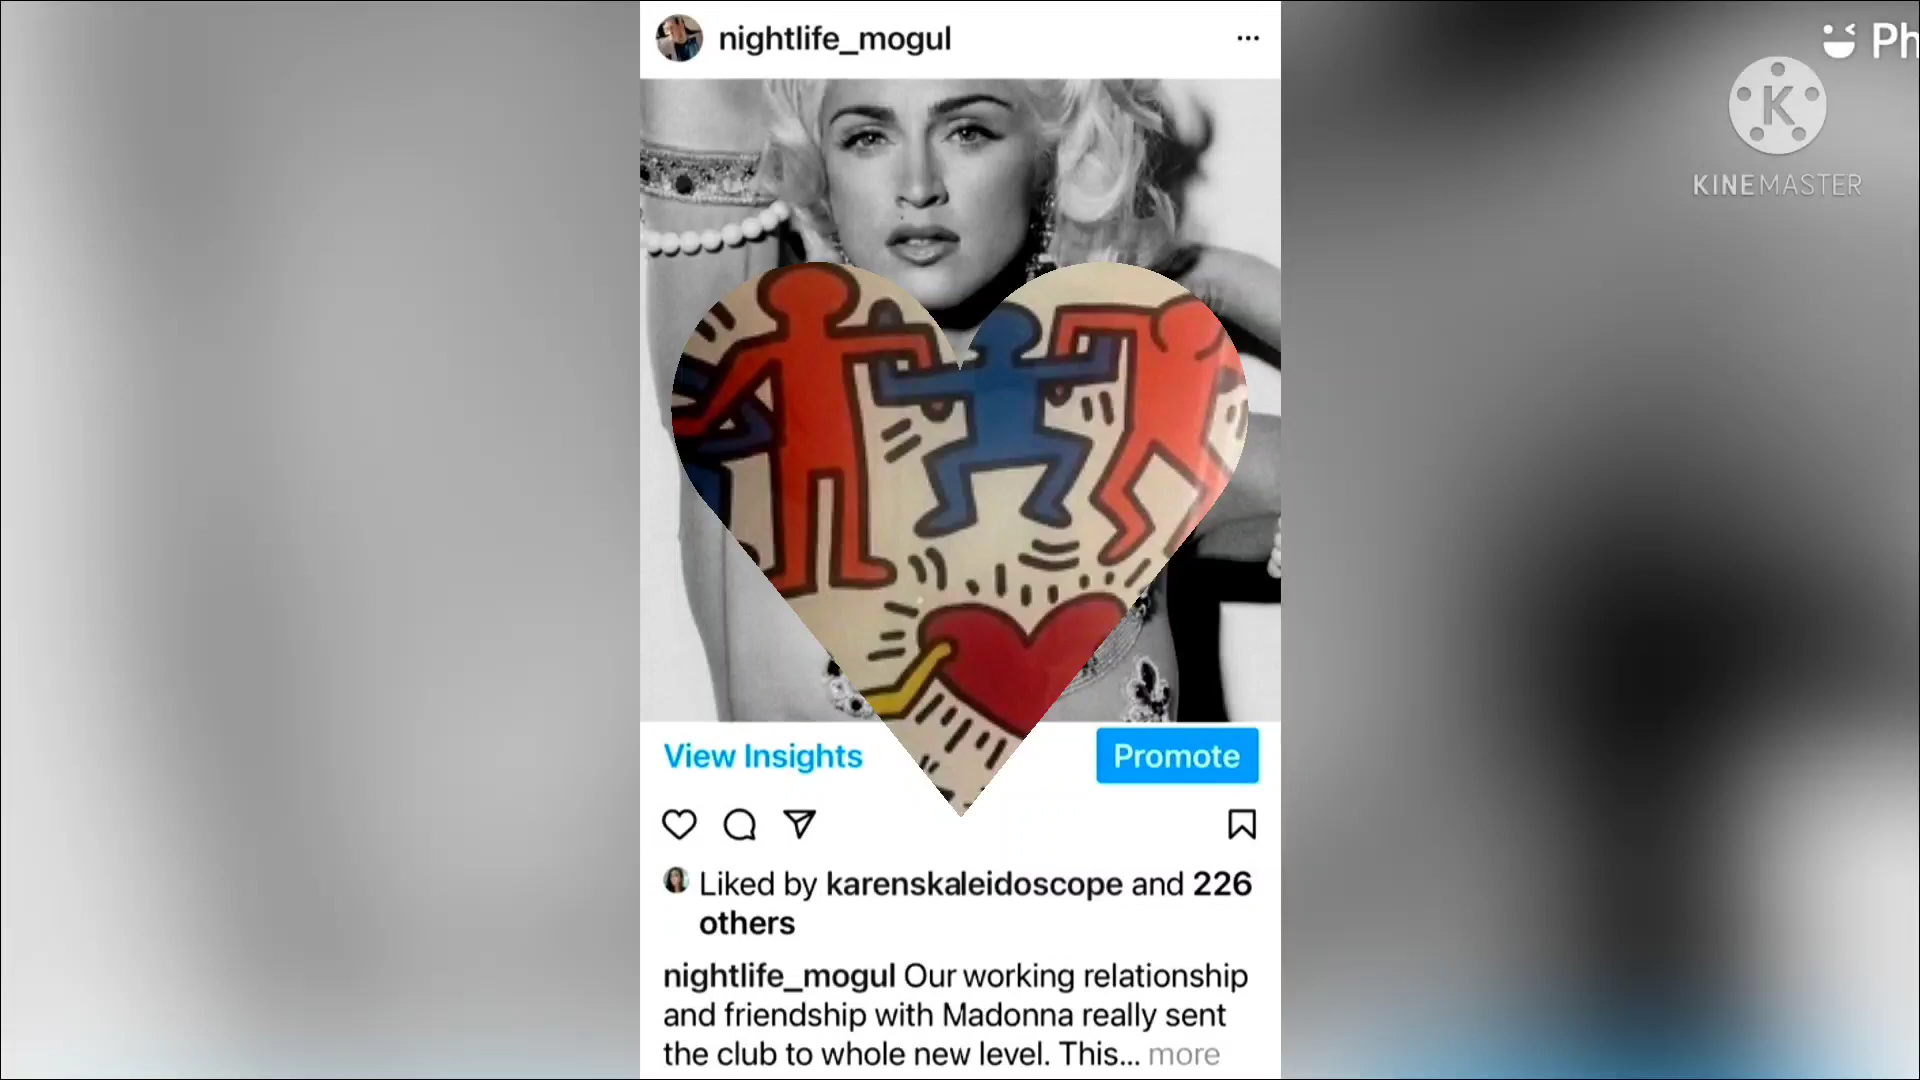 nightlife_mogul
Ph
K
KINEMASTER
View Insights
Promote
Liked by karenskaleidoscope and 226
others
nightlife_mogul Our working relationship
and friendship with Madonna really sent
the club to whole new level. This... more